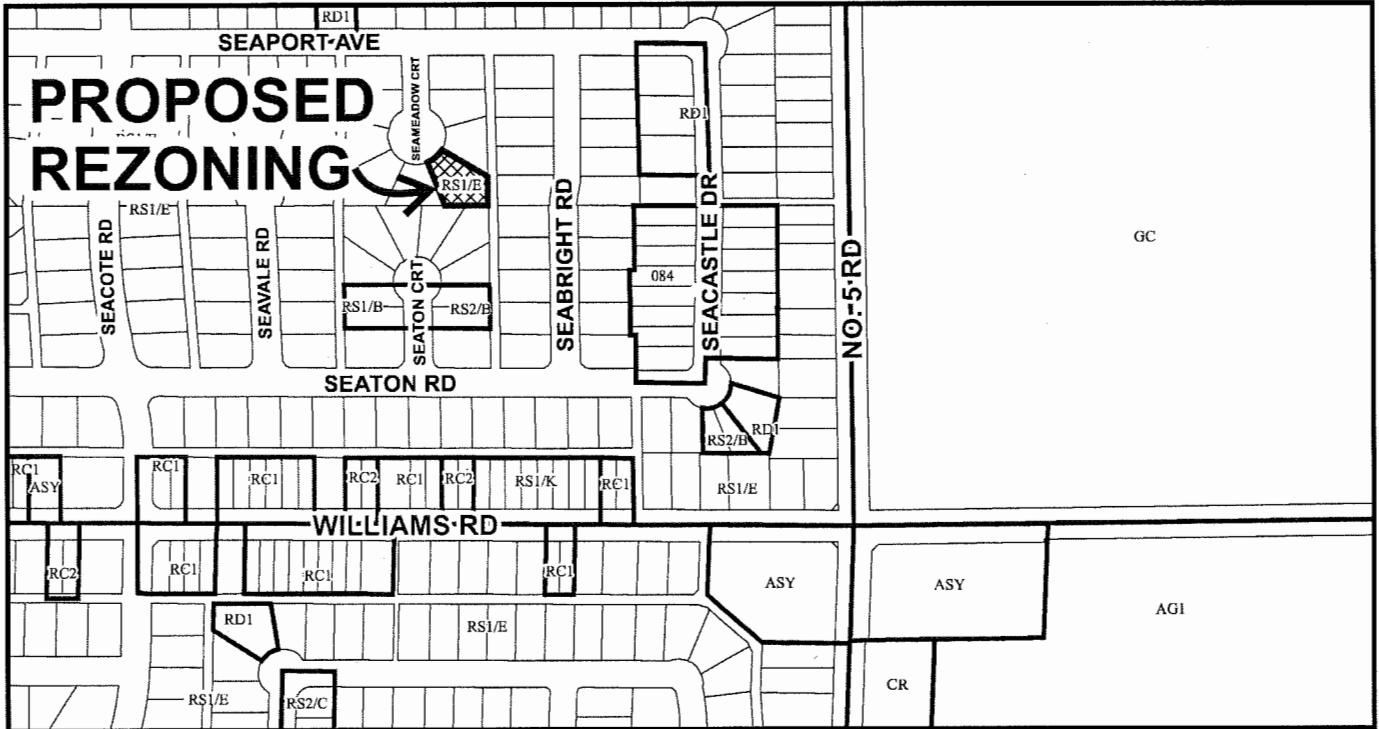 RD1
SEAPORT AVE
PROPOSED
REZONING
SEAMEADOW CRT
RS1/E
RD1
RS1/E
SEACOTE RD
SEAVALE RD
SEATON CRT
SEABRIGHT RD
SEACASTLE DR
NO. 5 RD
GC
084
RS1/B
RS2/B
SEATON RD
RS2/B
RD1
RC1
ASY
RC1
RC1
RC2
RC1
RC2
RS1/K
RC1
RS1/E
WILLIAMS RD
RC2
RC1
RC1
RC1
ASY
ASY
AG1
RD1
RS1/E
RS1/E
RS2/C
CR